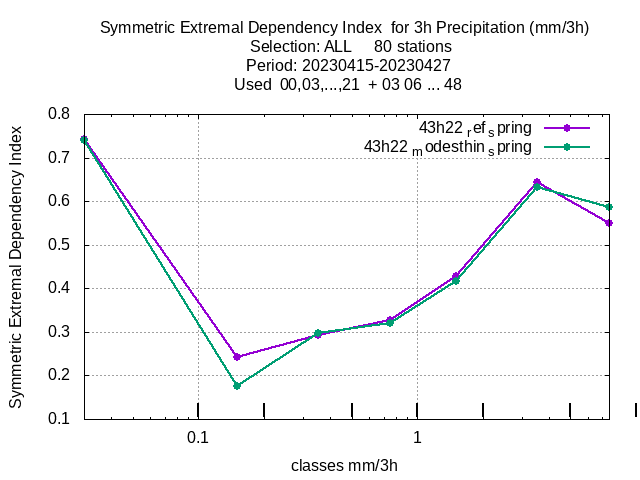 Symmetric Extremal Dependency Index  for 3h Precipitation (mm/3h)
Selection: ALL     80 stations
Period: 20230415-20230427
Used  00,03,...,21  + 03 06 ... 48
43h22 ref spring
43h22 modesthin spring
Symmetric Extremal Dependency Index
0.8
0.7
0.6
0.5
0.4
0.3
0.2
0.1
0.1 1
classes mm/3h